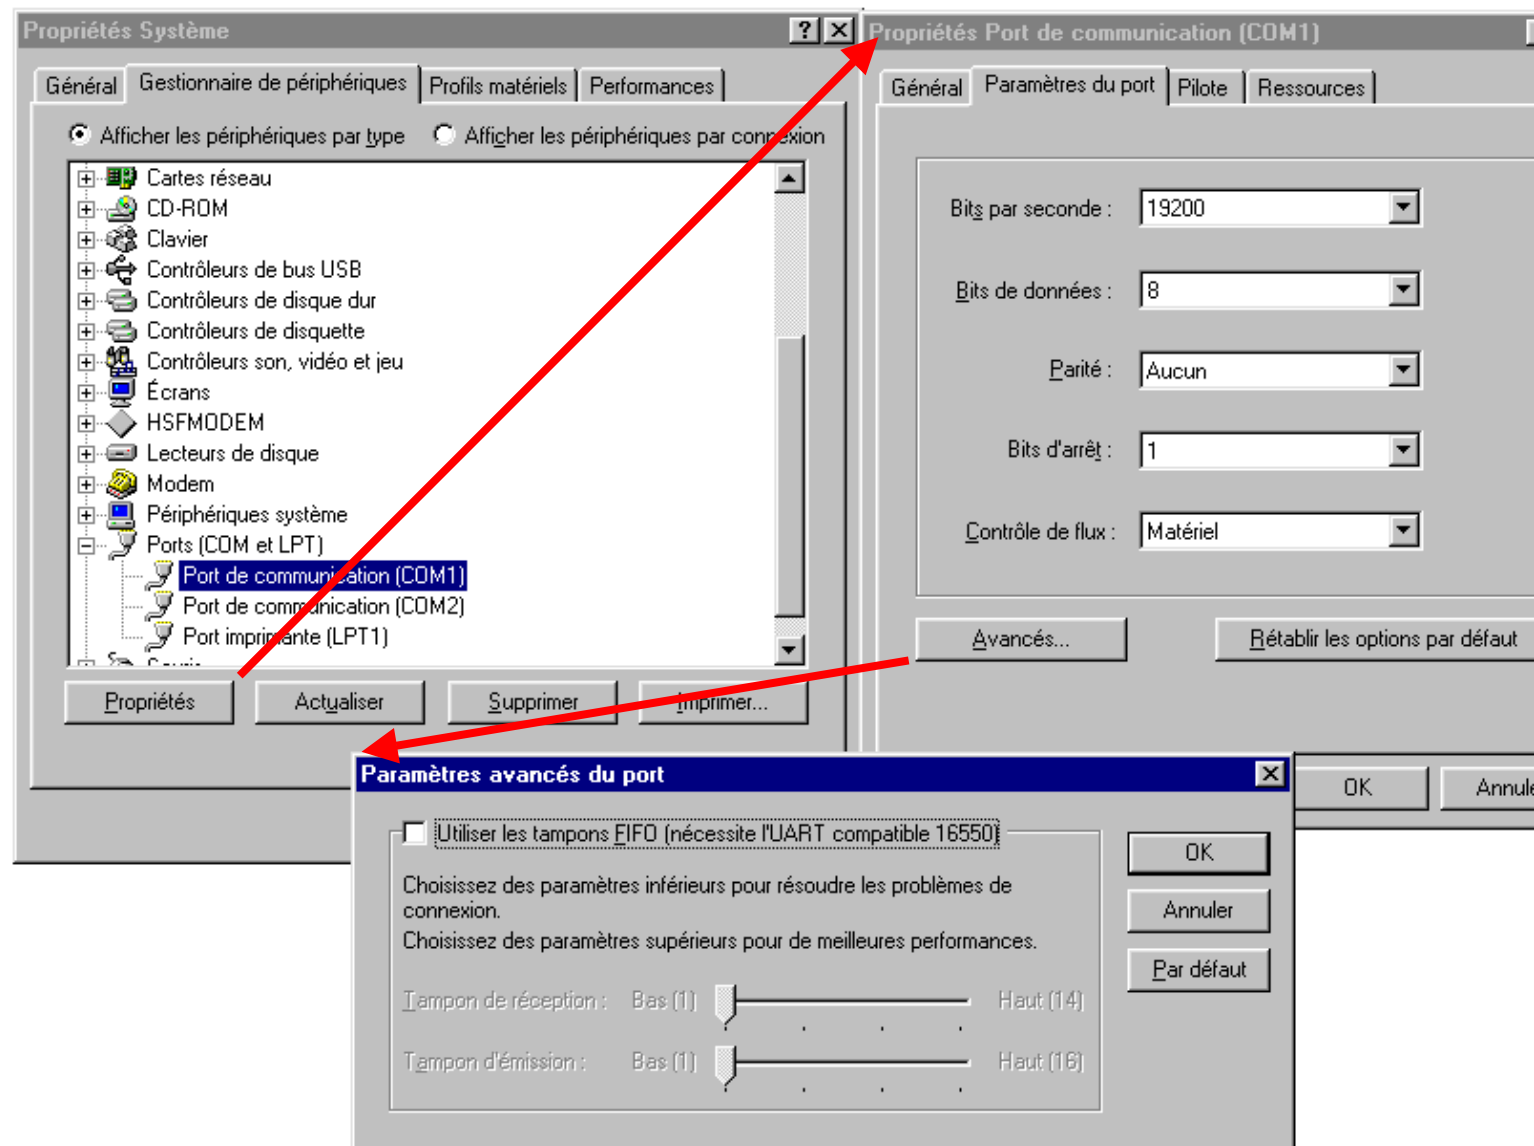 Propriétés Système
Général
Gestionnaire de périphériques
Profils matériels
Performances
Afficher les périphériques par type
Afficher les périphériques par connexion
Cartes réseau
CD-ROM
Clavier
Contrôleurs de bus USB
Contrôleurs de disque dur
Contrôleurs de disquette
Contrôleurs son, vidéo et jeu
Écrans
HSFMODEM
Lecteurs de disque
Modem
Périphériques système
Ports (COM et LPT)
Port de communication (COM1)
Port de communication (COM2)
Port imprimante (LPT1)
Propriétés
Actualiser
Supprimer
Imprimer...
Propriétés Port de communication (COM1)
Général
Paramètres du port
Pilote
Ressources
Bits par seconde : 19200
Bits de données : 8
Parité : Aucun
Bits d'arrêt : 1
Contrôle de flux : Matériel
Avancés...
Rétablir les options par défaut
OK
Annule
Paramètres avancés du port
Utiliser les tampons FIFO (nécessite l'UART compatible 16550)
Choisissez des paramètres inférieurs pour résoudre les problèmes de
connexion.
Choisissez des paramètres supérieurs pour de meilleures performances.
Tampon de réception : Bas (1) Haut (14)
Tampon d'émission : Bas (1) Haut (16)
OK
Annuler
Par défaut